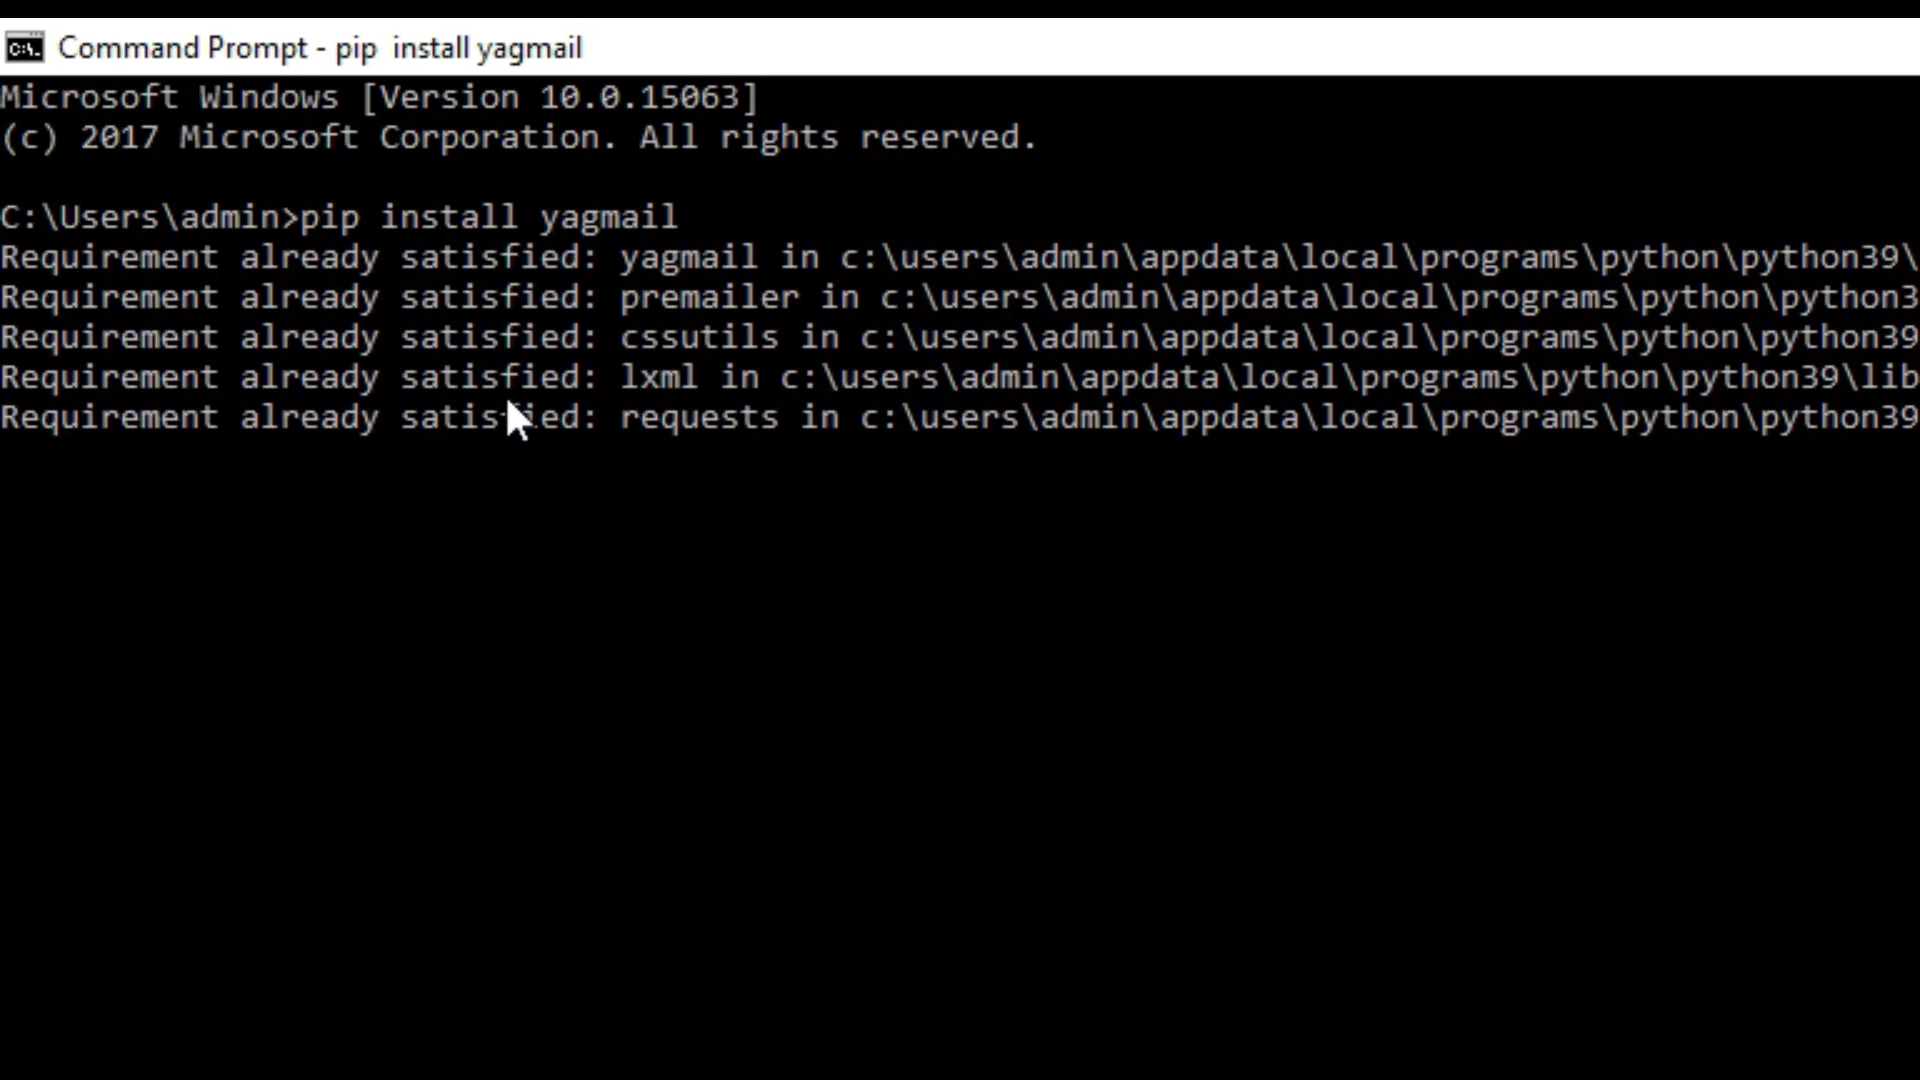 Command Prompt - pip  install yagmail
Microsoft Windows [Version 10.0.15063]
(c) 2017 Microsoft Corporation. All rights reserved.
C:\Users\admin>pip install yagmail
Requirement already satisfied: yagmail in c:\users\admin\appdata\local\programs\python\python39\
Requirement already satisfied: premailer in c:\users\admin\appdata\local\programs\python\python3
Requirement already satisfied: cssutils in c:\users\admin\appdata\local\programs\python\python39
Requirement already satisfied: lxml in c:\users\admin\appdata\local\programs\python\python39\lib
Requirement already satisfied: requests in c:\users\admin\appdata\local\programs\python\python39